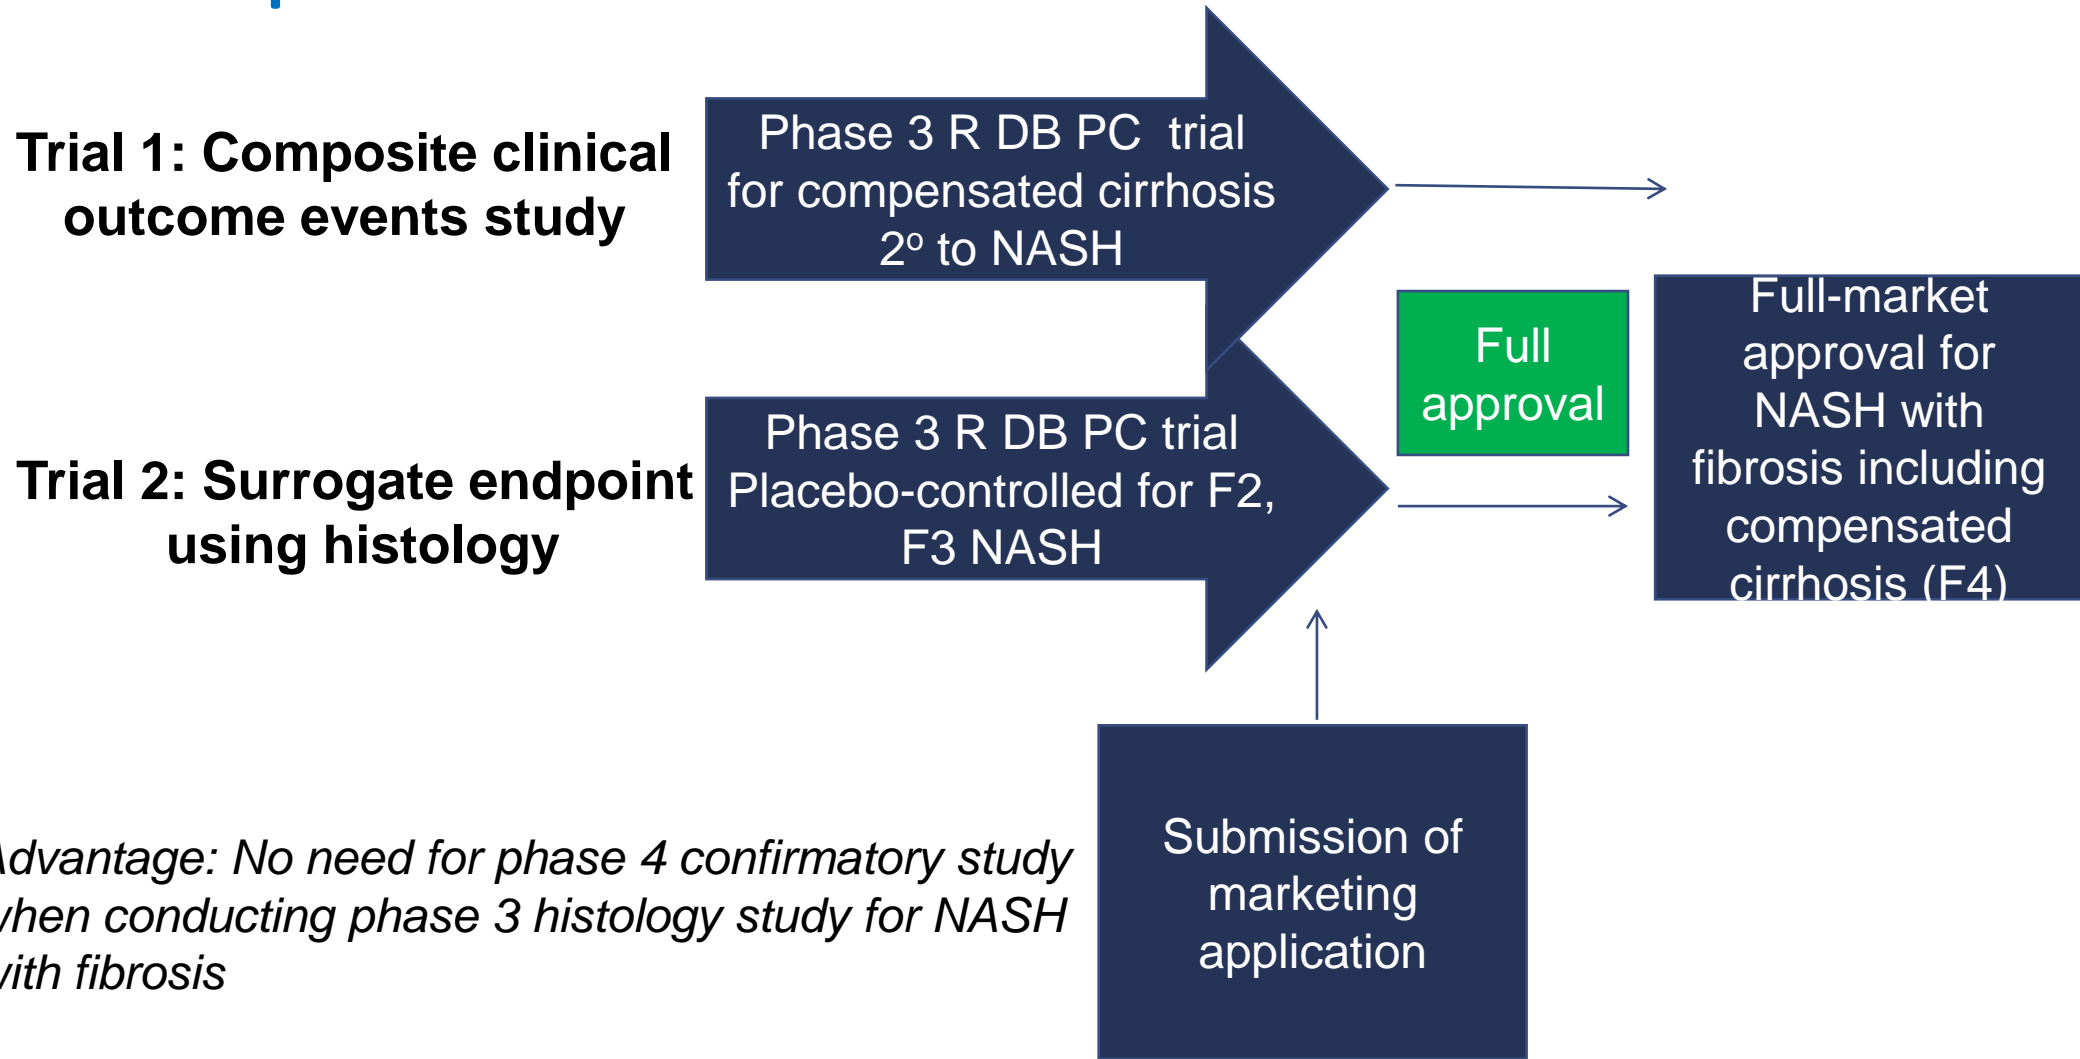 Trial 1: Composite clinical
outcome events study
Phase 3 R DB PC  trial
for compensated cirrhosis
2º to NASH
Full
approval
Full-market
approval for
NASH with
fibrosis including
compensated
cirrhosis (F4)
Trial 2: Surrogate endpoint
using histology
Phase 3 R DB PC trial
Placebo-controlled for F2,
F3 NASH
Submission of
marketing
application
Advantage: No need for phase 4 confirmatory study
when conducting phase 3 histology study for NASH
with fibrosis